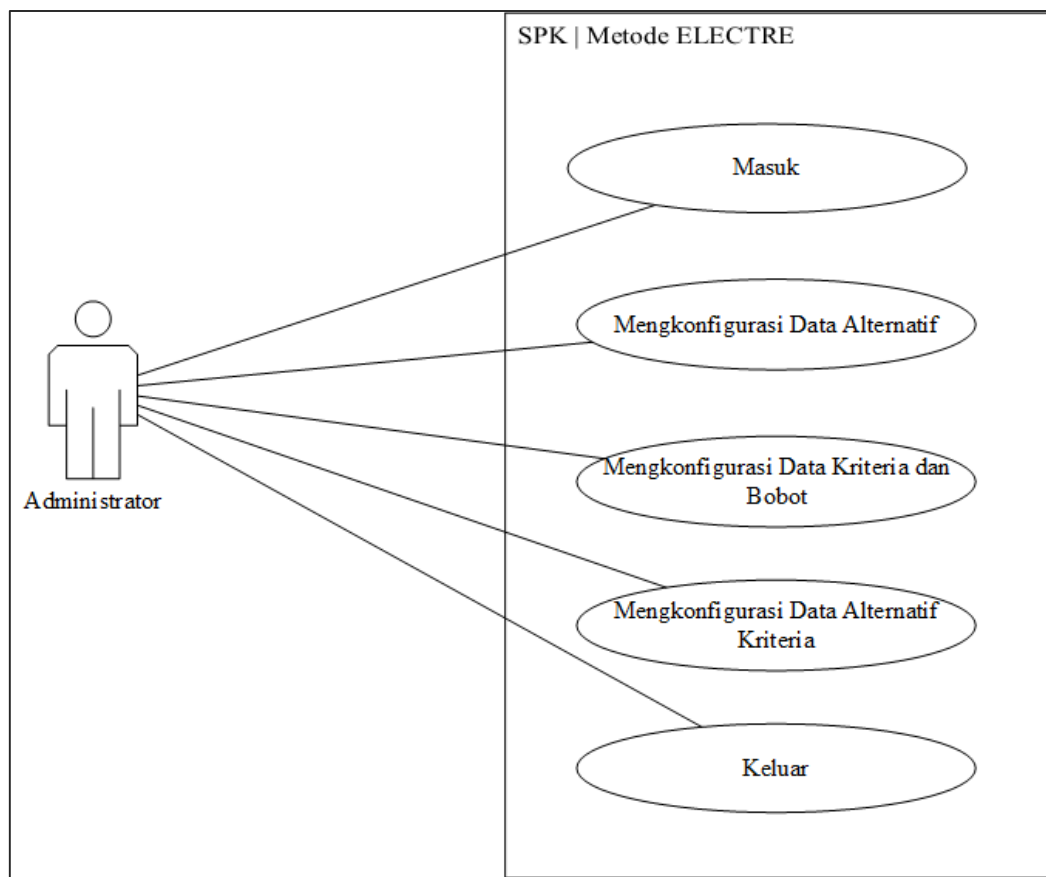 SPK | Metode ELECTRE
Masuk
Mengkonfigurasi Data Alternatif
Mengkonfigurasi Data Kriteria dan
Bobot
Administrator
Mengkonfigurasi Data Alternatif
Kriteria
Keluar